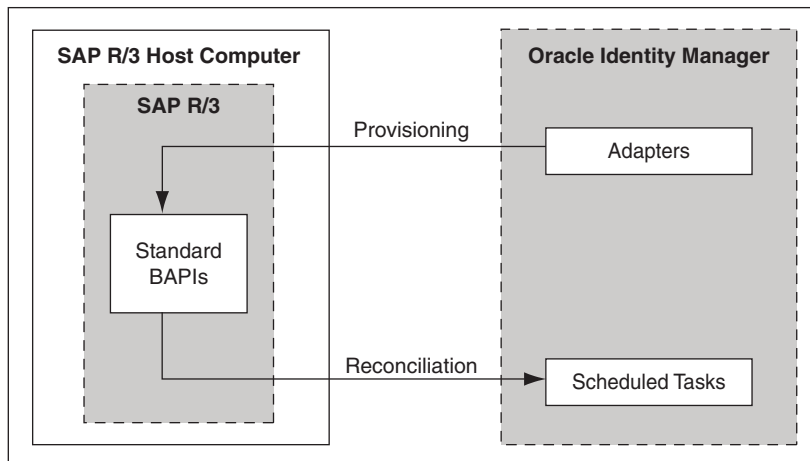 SAP R/3 Host Computer
Oracle Identity Manager
SAP R/3
Provisioning
Adapters
Standard
BAPIs
Reconciliation
Scheduled Tasks